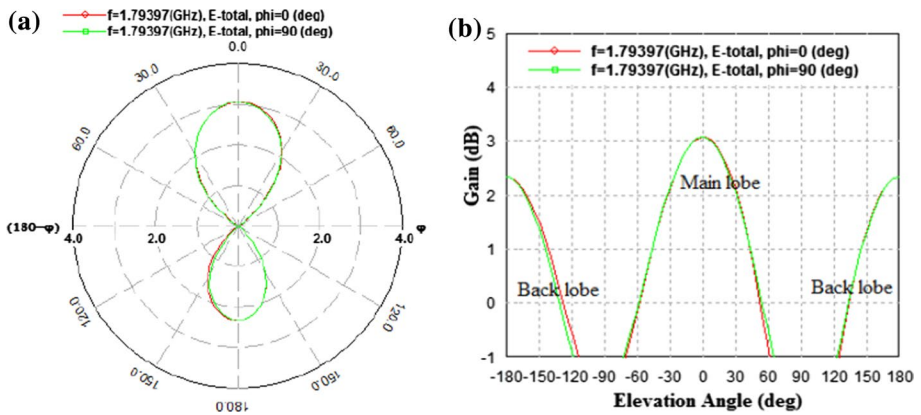 (a)
f=1.79397(GHz), E-total, phi=0 (deg)
f=1.79397(GHz), E-total, phi=90 (deg)
0.0
30.0
30.0
60.0
60.0
(180-φ)
4.0
2.0
2.0
4.0
φ
120.0
120.0
150.0
150.0
180.0
(b)
f=1.79397(GHz), E-total, phi=0 (deg)
f=1.79397(GHz), E-total, phi=90 (deg)
Gain (dB)
5
4
3
2
1
0
-1
Main lobe
Back lobe
Back lobe
-180 -150 -120 -90 -60 -30 0 30 60 90 120 150 180
Elevation Angle (deg)